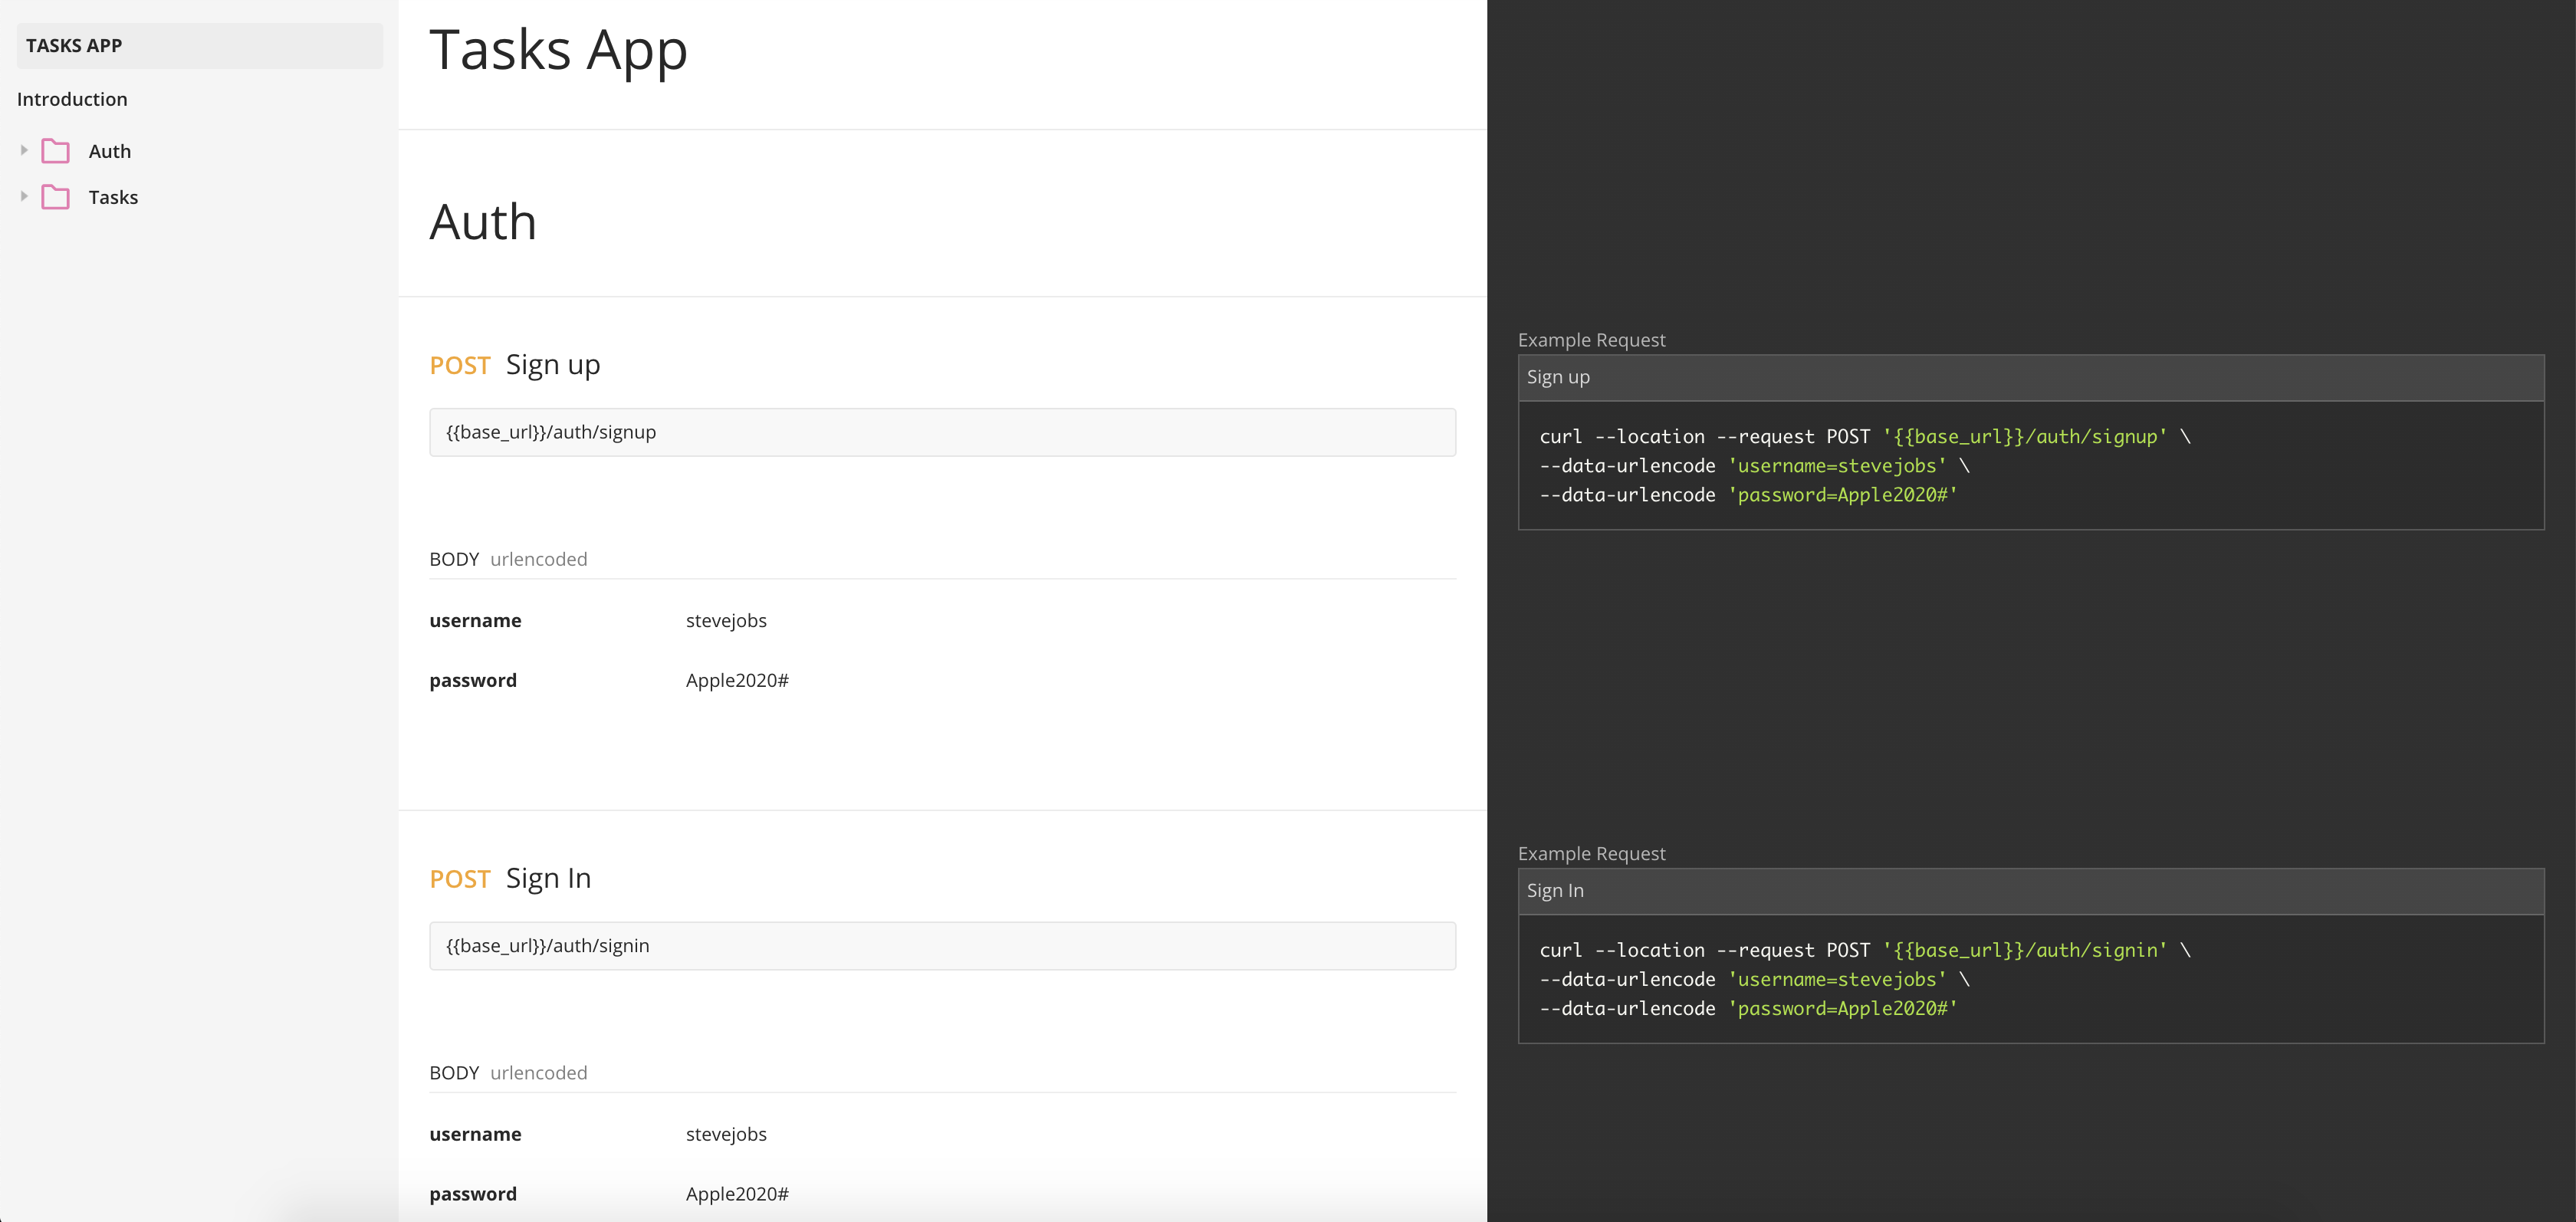 TASKS APP
Introduction
Auth
Tasks
Tasks App
Auth
POST Sign up
{{base_url}}/auth/signup
BODY urlencoded
username stevejobs
password Apple2020#
Example Request
Sign up
curl --location --request POST '{{base_url}}/auth/signup' \
--data-urlencode 'username=stevejobs' \
--data-urlencode 'password=Apple2020#'
POST Sign In
{{base_url}}/auth/signin
BODY urlencoded
username stevejobs
password Apple2020#
Example Request
Sign In
curl --location --request POST '{{base_url}}/auth/signin' \
--data-urlencode 'username=stevejobs' \
--data-urlencode 'password=Apple2020#'